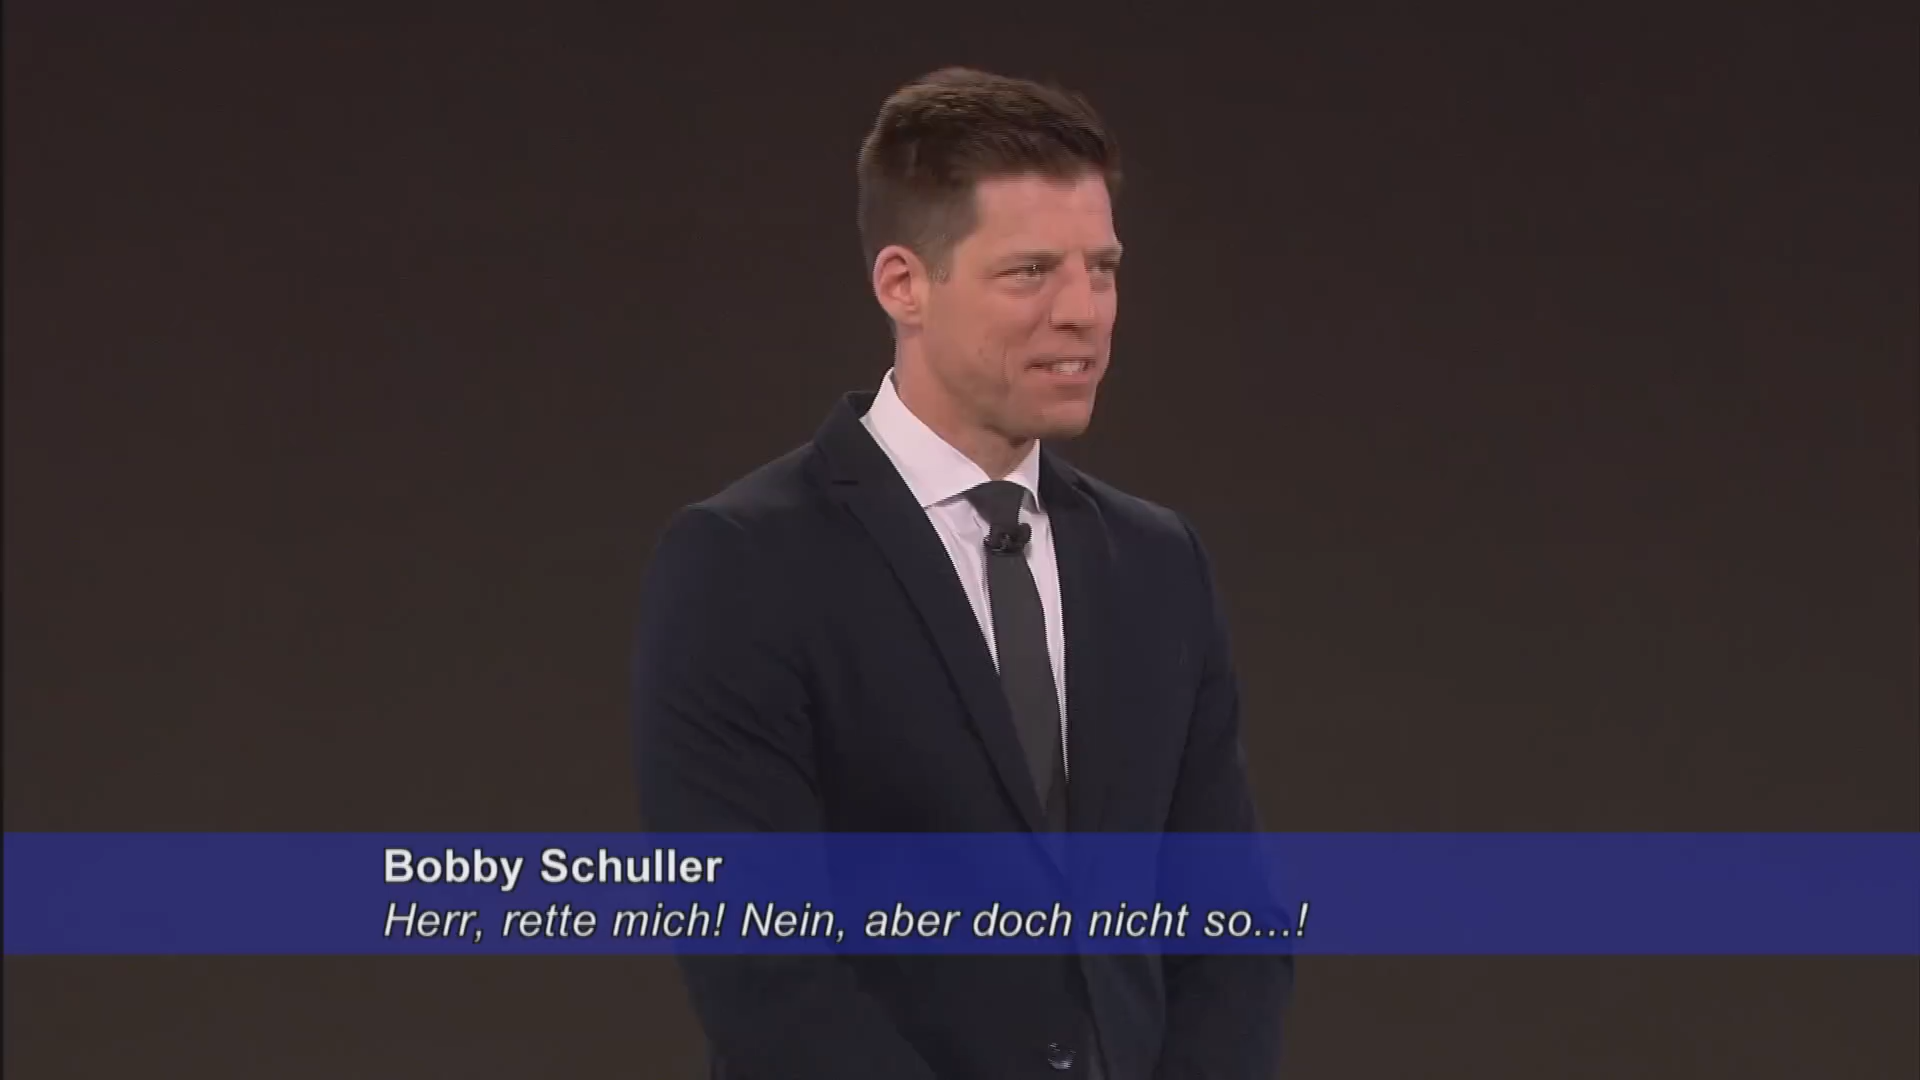 Bobby Schuller
Herr, rette mich! Nein, aber doch nicht so...!